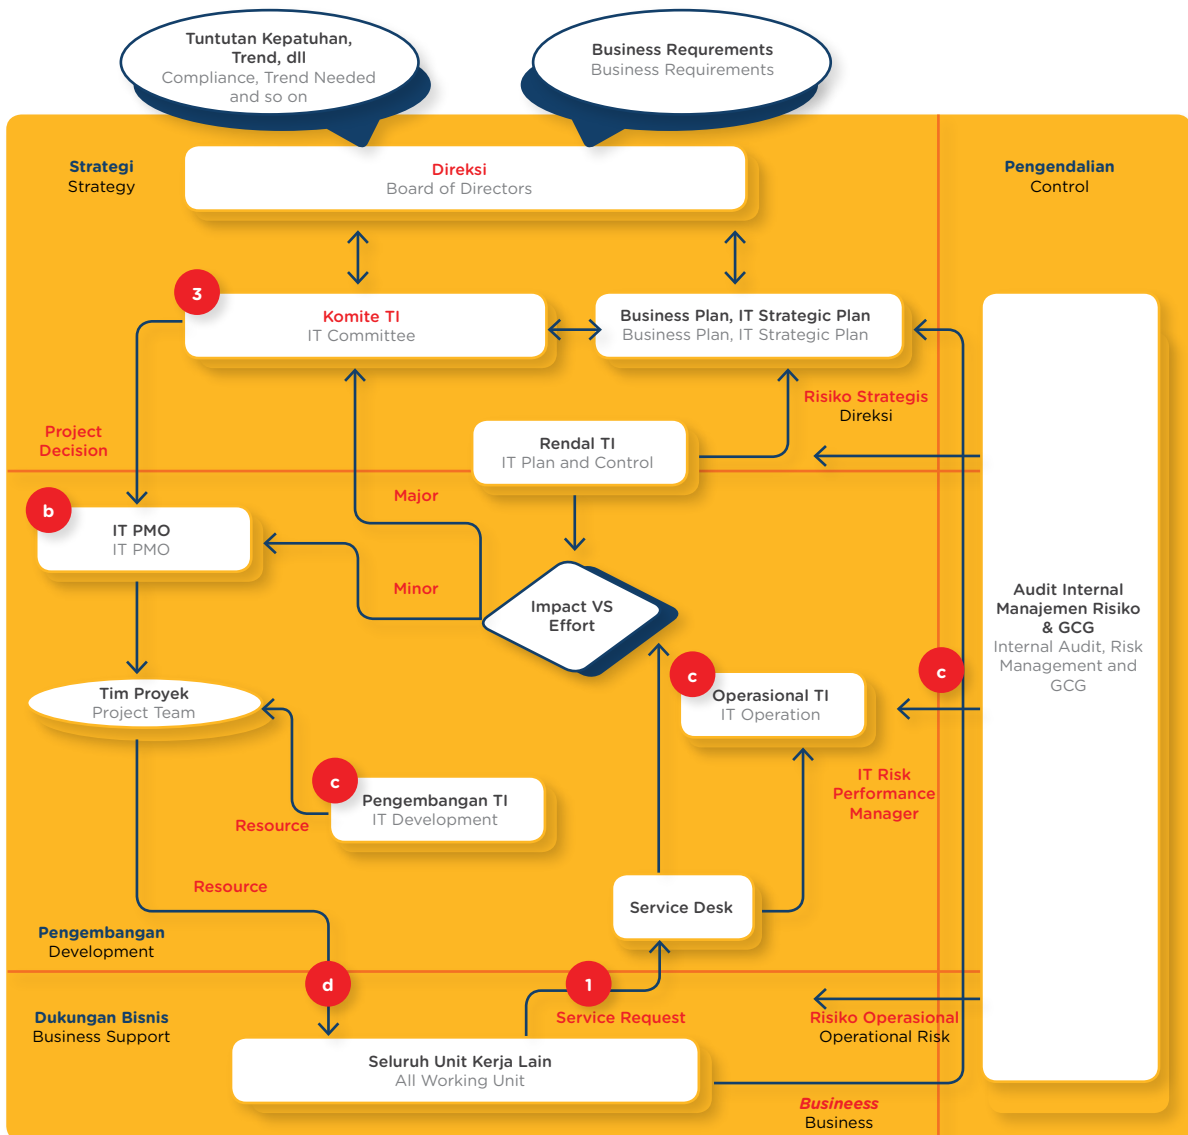 Tuntutan Kepatuhan,
Trend, dll
Compliance, Trend Needed
and so on
Business Requrements
Business Requirements
Strategi
Strategy
Direksi
Board of Directors
Pengendalian
Control
3
Komite TI
IT Committee
Business Plan, IT Strategic Plan
Business Plan, IT Strategic Plan
Risiko Strategis
Direksi
Project
Decision
Rendal TI
IT Plan and Control
Major
b
IT PMO
IT PMO
Minor
Impact VS
Effort
Audit Internal
Manajemen Risiko
& GCG
Internal Audit, Risk
Management and
GCG
c
c
Operasional TI
IT Operation
Tim Proyek
Project Team
c
Pengembangan TI
IT Development
IT Risk
Performance
Manager
Resource
Resource
Service Desk
Pengembangan
Development
d
1
Dukungan Bisnis
Business Support
Service Request
Risiko Operasional
Operational Risk
Seluruh Unit Kerja Lain
All Working Unit
Busineess
Business